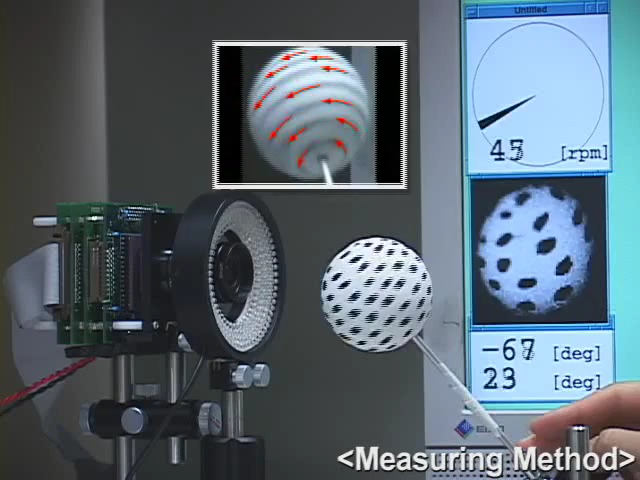 Untitled
45 [rpm]
-67 [deg]
23 [deg]
<Measuring Method>